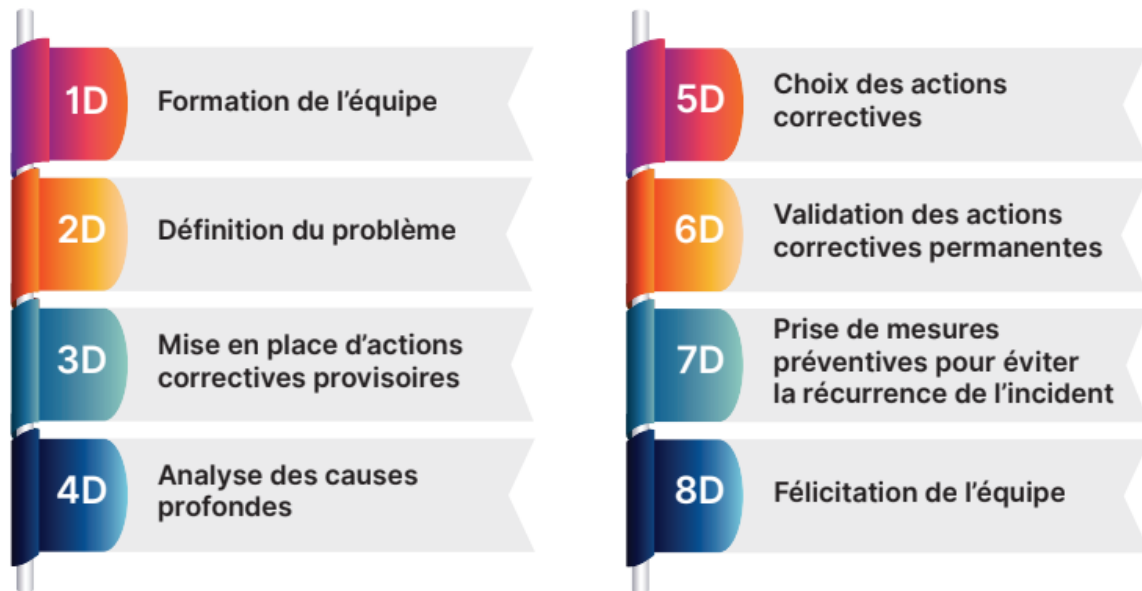 1D
Formation de l’équipe
2D
Définition du problème
3D
Mise en place d’actions
correctives provisoires
4D
Analyse des causes
profondes
5D
Choix des actions
correctives
6D
Validation des actions
correctives permanentes
7D
Prise de mesures
préventives pour éviter
la récurrence de l’incident
8D
Félicitation de l’équipe